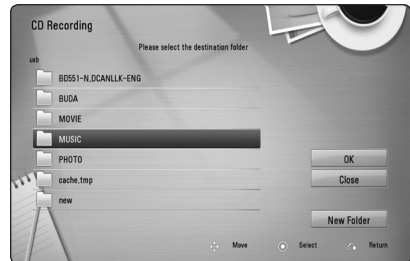 CD Recording
Please select the destination folder
usb
BD551-N,DCANLLK-ENG
BUDA
MOVIE
MUSIC
PHOTO
cache.tmp
new
OK
Close
New Folder
Move Select Return